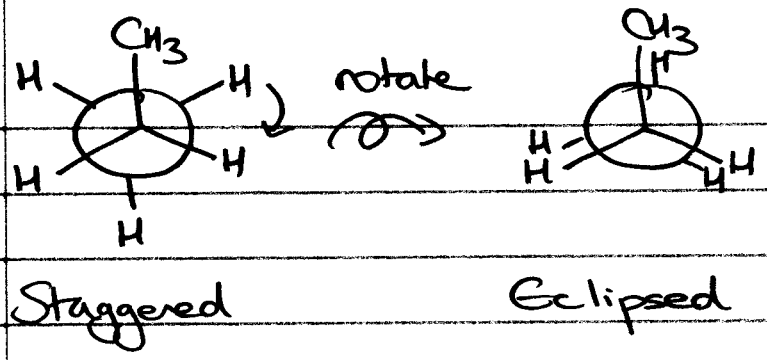 CH3 CH3
H H rotate H
H H H H
H H H
H
Staggered Eclipsed